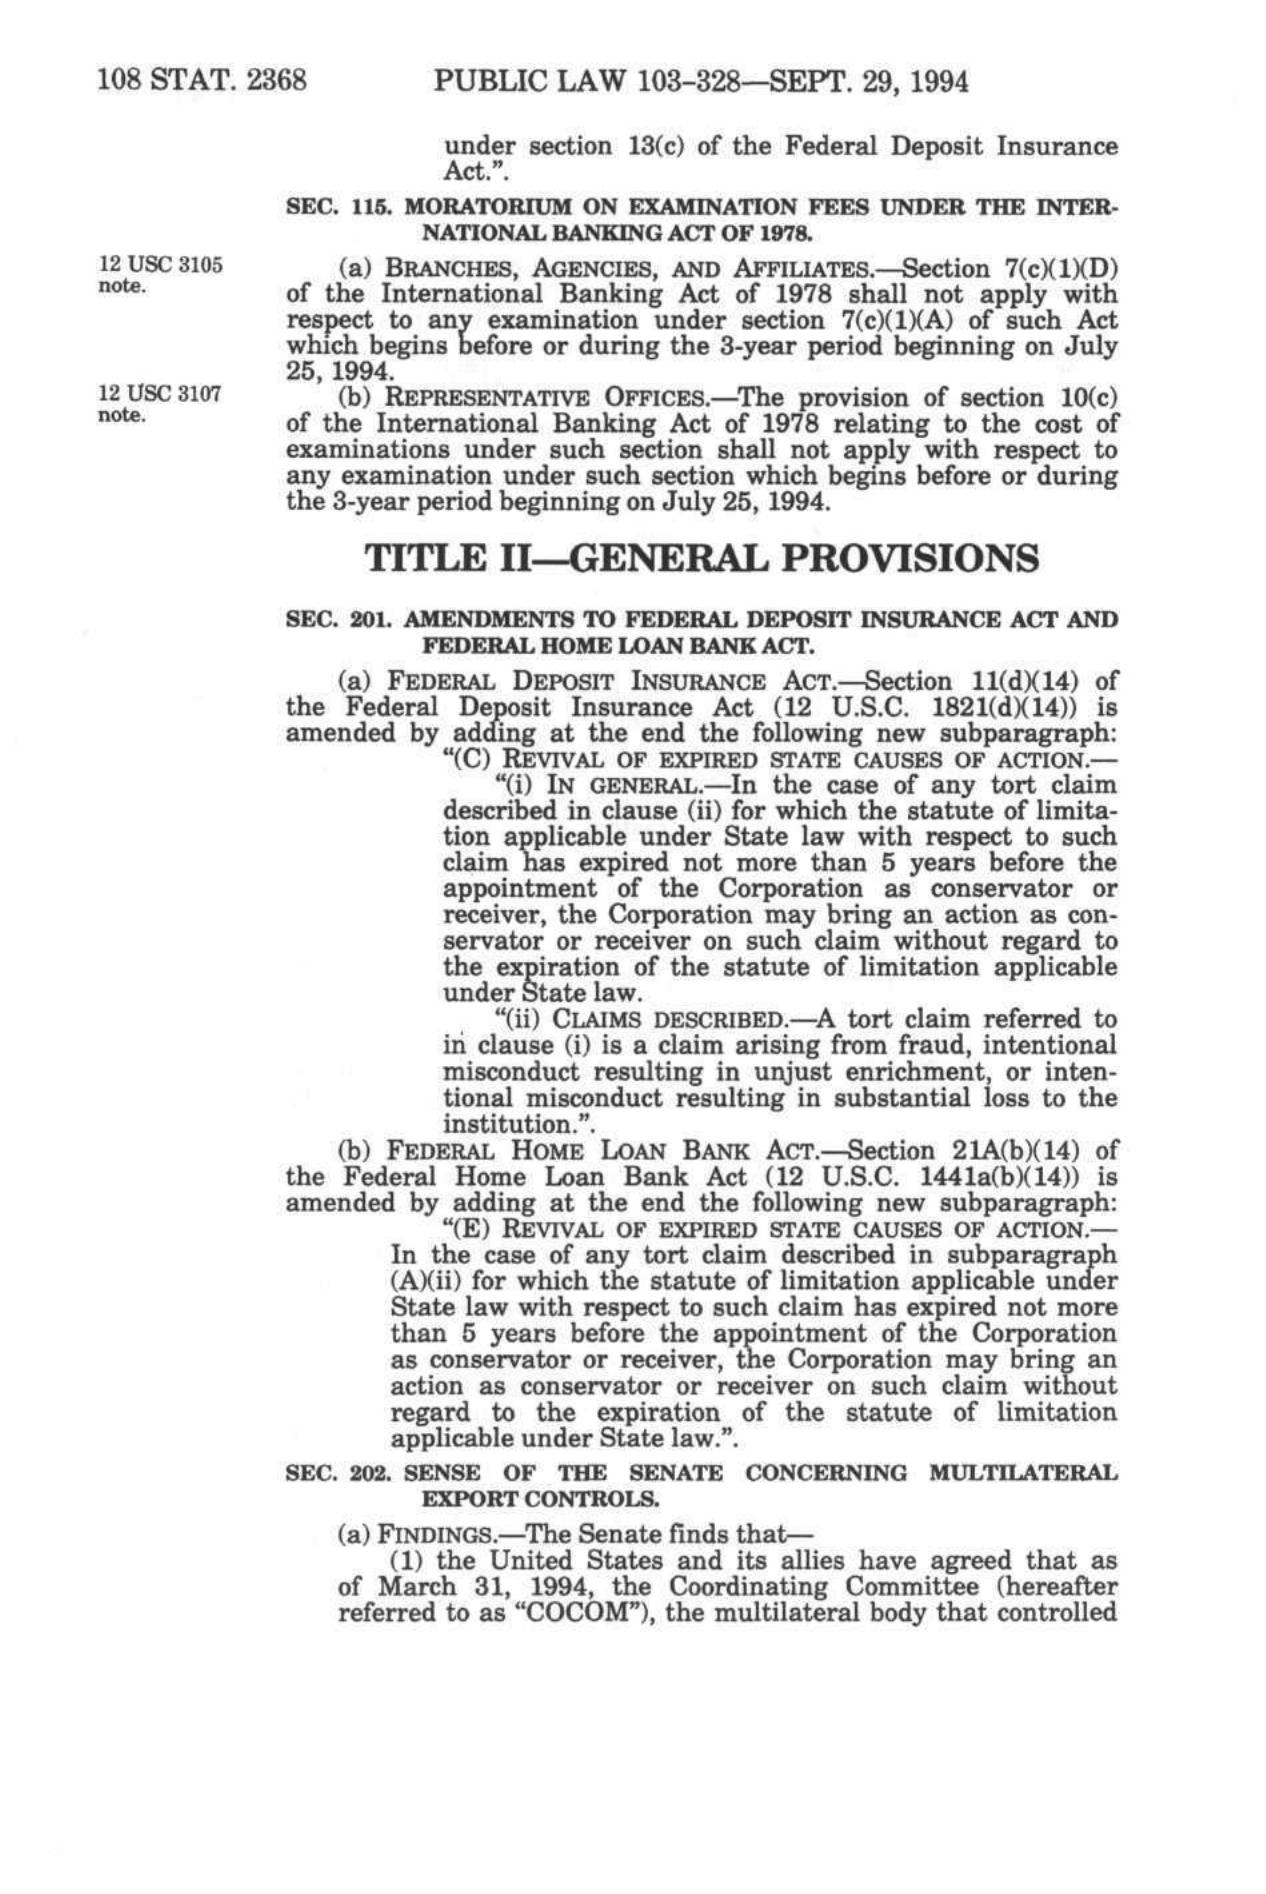 108 STAT. 2368 PUBLIC LAW 103–328—SEPT. 29, 1994
under section 13(c) of the Federal Deposit Insurance
Act.”.
SEC. 115. MORATORIUM ON EXAMINATION FEES UNDER THE INTER-
NATIONAL BANKING ACT OF 1978.
12 USC 3105
note.
(a) BRANCHES, AGENCIES, AND AFFILIATES.—Section 7(c)(1)(D)
of the International Banking Act of 1978 shall not apply with
respect to any examination under section 7(c)(1)(A) of such Act
which begins before or during the 3-year period beginning on July
25, 1994.
12 USC 3107
note.
(b) REPRESENTATIVE OFFICES.—The provision of section 10(c)
of the International Banking Act of 1978 relating to the cost of
examinations under such section shall not apply with respect to
any examination under such section which begins before or during
the 3-year period beginning on July 25, 1994.
TITLE II—GENERAL PROVISIONS
SEC. 201. AMENDMENTS TO FEDERAL DEPOSIT INSURANCE ACT AND
FEDERAL HOME LOAN BANK ACT.
(a) FEDERAL DEPOSIT INSURANCE ACT.—Section 11(d)(14) of
the Federal Deposit Insurance Act (12 U.S.C. 1821(d)(14)) is
amended by adding at the end the following new subparagraph:
“(C) REVIVAL OF EXPIRED STATE CAUSES OF ACTION.—
“(i) IN GENERAL.—In the case of any tort claim
described in clause (ii) for which the statute of limita-
tion applicable under State law with respect to such
claim has expired not more than 5 years before the
appointment of the Corporation as conservator or
receiver, the Corporation may bring an action as con-
servator or receiver on such claim without regard to
the expiration of the statute of limitation applicable
under State law.
“(ii) CLAIMS DESCRIBED.—A tort claim referred to
in clause (i) is a claim arising from fraud, intentional
misconduct resulting in unjust enrichment, or inten-
tional misconduct resulting in substantial loss to the
institution.”.
(b) FEDERAL HOME LOAN BANK ACT.—Section 21A(b)(14) of
the Federal Home Loan Bank Act (12 U.S.C. 1441a(b)(14)) is
amended by adding at the end the following new subparagraph:
“(E) REVIVAL OF EXPIRED STATE CAUSES OF ACTION.—
In the case of any tort claim described in subparagraph
(A)(ii) for which the statute of limitation applicable under
State law with respect to such claim has expired not more
than 5 years before the appointment of the Corporation
as conservator or receiver, the Corporation may bring an
action as conservator or receiver on such claim without
regard to the expiration of the statute of limitation
applicable under State law.”.
SEC. 202. SENSE OF THE SENATE CONCERNING MULTILATERAL
EXPORT CONTROLS.
(a) FINDINGS.—The Senate finds that—
(1) the United States and its allies have agreed that as
of March 31, 1994, the Coordinating Committee (hereafter
referred to as “COCOM”), the multilateral body that controlled